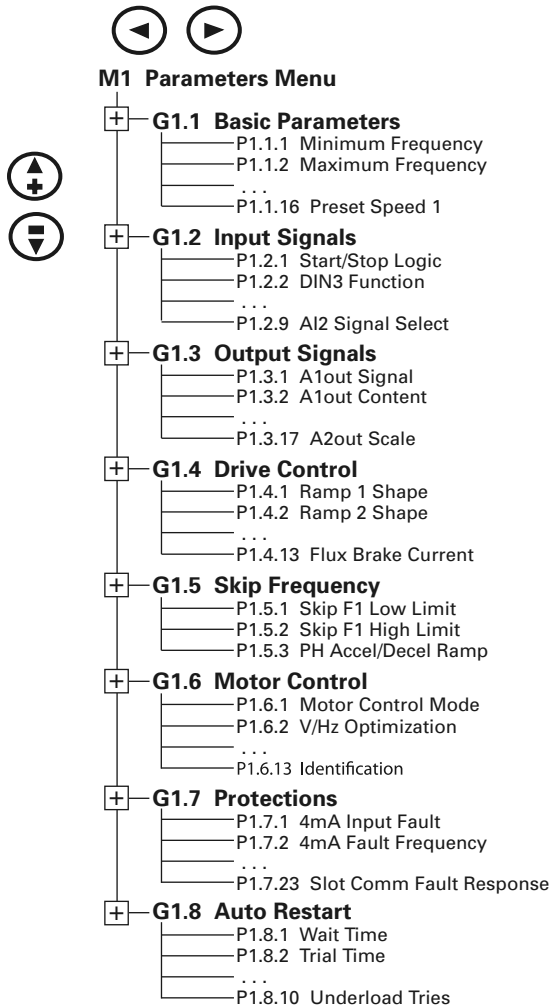 M1 Parameters Menu
G1.1 Basic Parameters
P1.1.1 Minimum Frequency
P1.1.2 Maximum Frequency
. . .
P1.1.16 Preset Speed 1
G1.2 Input Signals
P1.2.1 Start/Stop Logic
P1.2.2 DIN3 Function
. . .
P1.2.9 AI2 Signal Select
G1.3 Output Signals
P1.3.1 A1out Signal
P1.3.2 A1out Content
. . .
P1.3.17 A2out Scale
G1.4 Drive Control
P1.4.1 Ramp 1 Shape
P1.4.2 Ramp 2 Shape
. . .
P1.4.13 Flux Brake Current
G1.5 Skip Frequency
P1.5.1 Skip F1 Low Limit
P1.5.2 Skip F1 High Limit
P1.5.3 PH Accel/Decel Ramp
G1.6 Motor Control
P1.6.1 Motor Control Mode
P1.6.2 V/Hz Optimization
. . .
P1.6.13 Identification
G1.7 Protections
P1.7.1 4mA Input Fault
P1.7.2 4mA Fault Frequency
. . .
P1.7.23 Slot Comm Fault Response
G1.8 Auto Restart
P1.8.1 Wait Time
P1.8.2 Trial Time
. . .
P1.8.10 Underload Tries